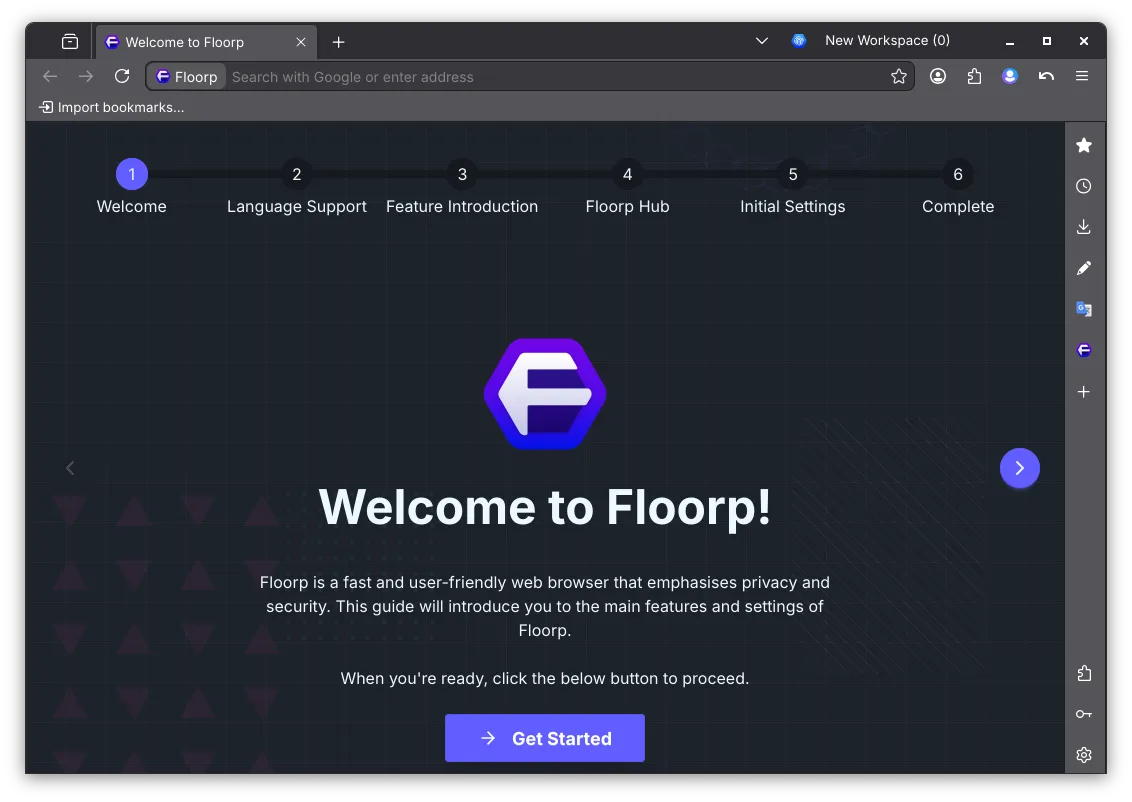 Welcome to Floorp
New Workspace (0)
Floorp
Search with Google or enter address
Import bookmarks...
1
2
3
4
5
6
Welcome
Language Support
Feature Introduction
Floorp Hub
Initial Settings
Complete
Welcome to Floorp!
Floorp is a fast and user-friendly web browser that emphasises privacy and
security. This guide will introduce you to the main features and settings of
Floorp.
When you're ready, click the below button to proceed.
Get Started